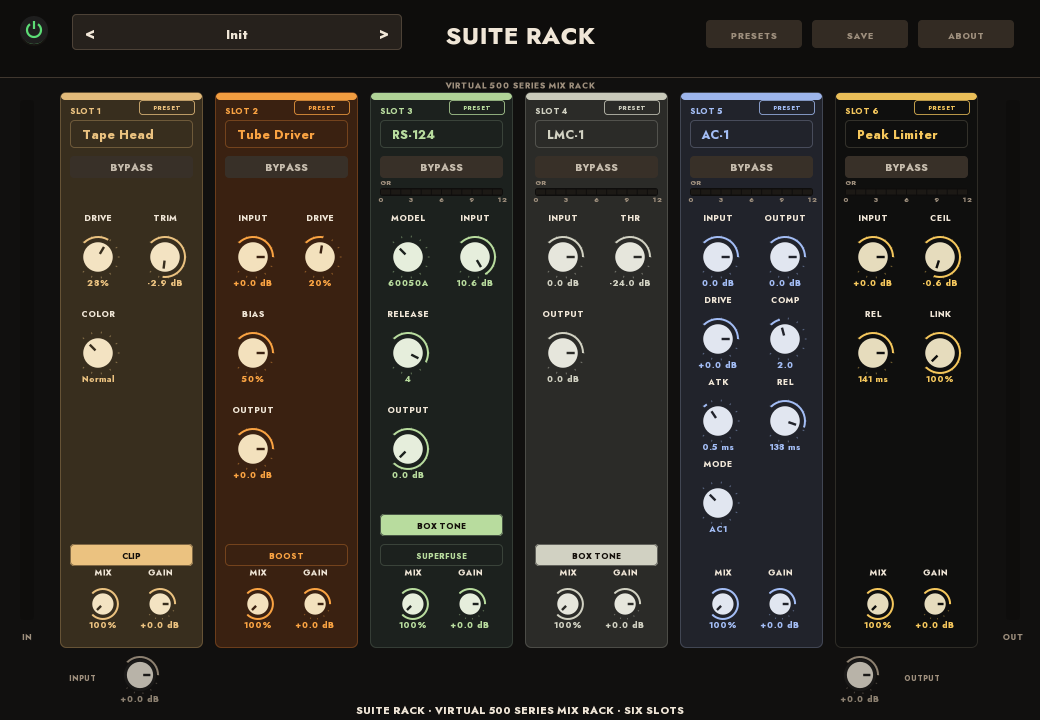 < Init >
SUITE RACK
PRESETS SAVE ABOUT
VIRTUAL 500 SERIES MIX RACK
SLOT 1 PRESET
Tape Head
BYPASS
DRIVE TRIM
28% -2.9 dB
COLOR
Normal
CLIP
MIX GAIN
100% +0.0 dB
SLOT 2 PRESET
Tube Driver
BYPASS
INPUT DRIVE
+0.0 dB 20%
BIAS
50%
OUTPUT
+0.0 dB
BOOST
MIX GAIN
100% +0.0 dB
SLOT 3 PRESET
RS-124
BYPASS
GR
0 3 6 9 12
MODEL INPUT
60050A 10.6 dB
RELEASE
4
OUTPUT
0.0 dB
BOX TONE
SUPERFUSE
MIX GAIN
100% +0.0 dB
SLOT 4 PRESET
LMC-1
BYPASS
GR
0 3 6 9 12
INPUT THR
0.0 dB -24.0 dB
OUTPUT
0.0 dB
BOX TONE
MIX GAIN
100% +0.0 dB
SLOT 5 PRESET
AC-1
BYPASS
GR
0 3 6 9 12
INPUT OUTPUT
0.0 dB 0.0 dB
DRIVE COMP
+0.0 dB 2.0
ATK REL
0.5 ms 138 ms
MODE
AC1
MIX GAIN
100% +0.0 dB
SLOT 6 PRESET
Peak Limiter
BYPASS
GR
0 3 6 9 12
INPUT CEIL
+0.0 dB -0.6 dB
REL LINK
141 ms 100%
MIX GAIN
100% +0.0 dB
IN OUT
INPUT
+0.0 dB
OUTPUT
+0.0 dB
SUITE RACK · VIRTUAL 500 SERIES MIX RACK · SIX SLOTS